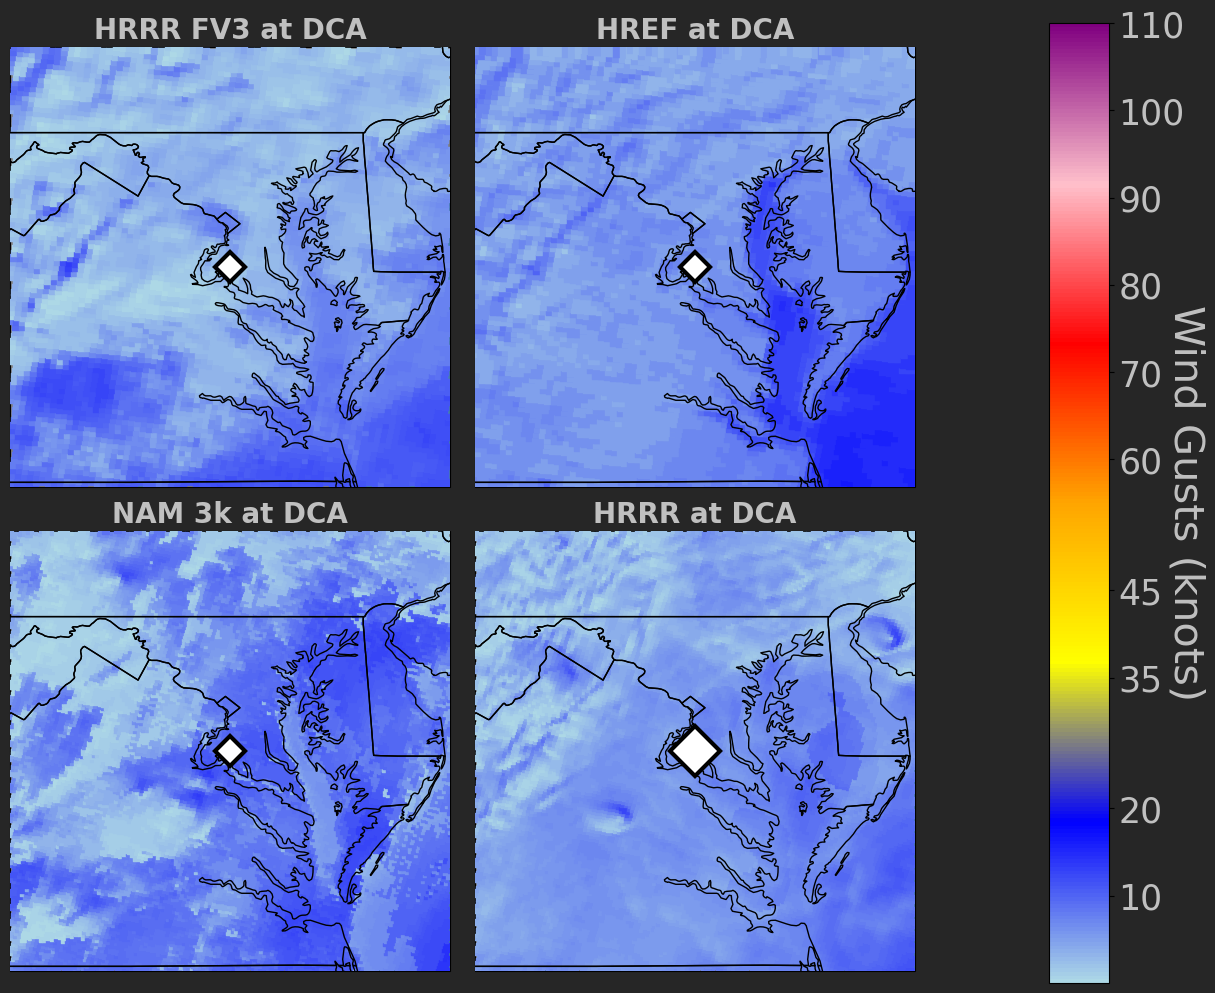 HRRR FV3 at DCA
HREF at DCA
NAM 3k at DCA
HRRR at DCA
110
100
90
80
70
60
45
35
20
10
Wind Gusts (knots)